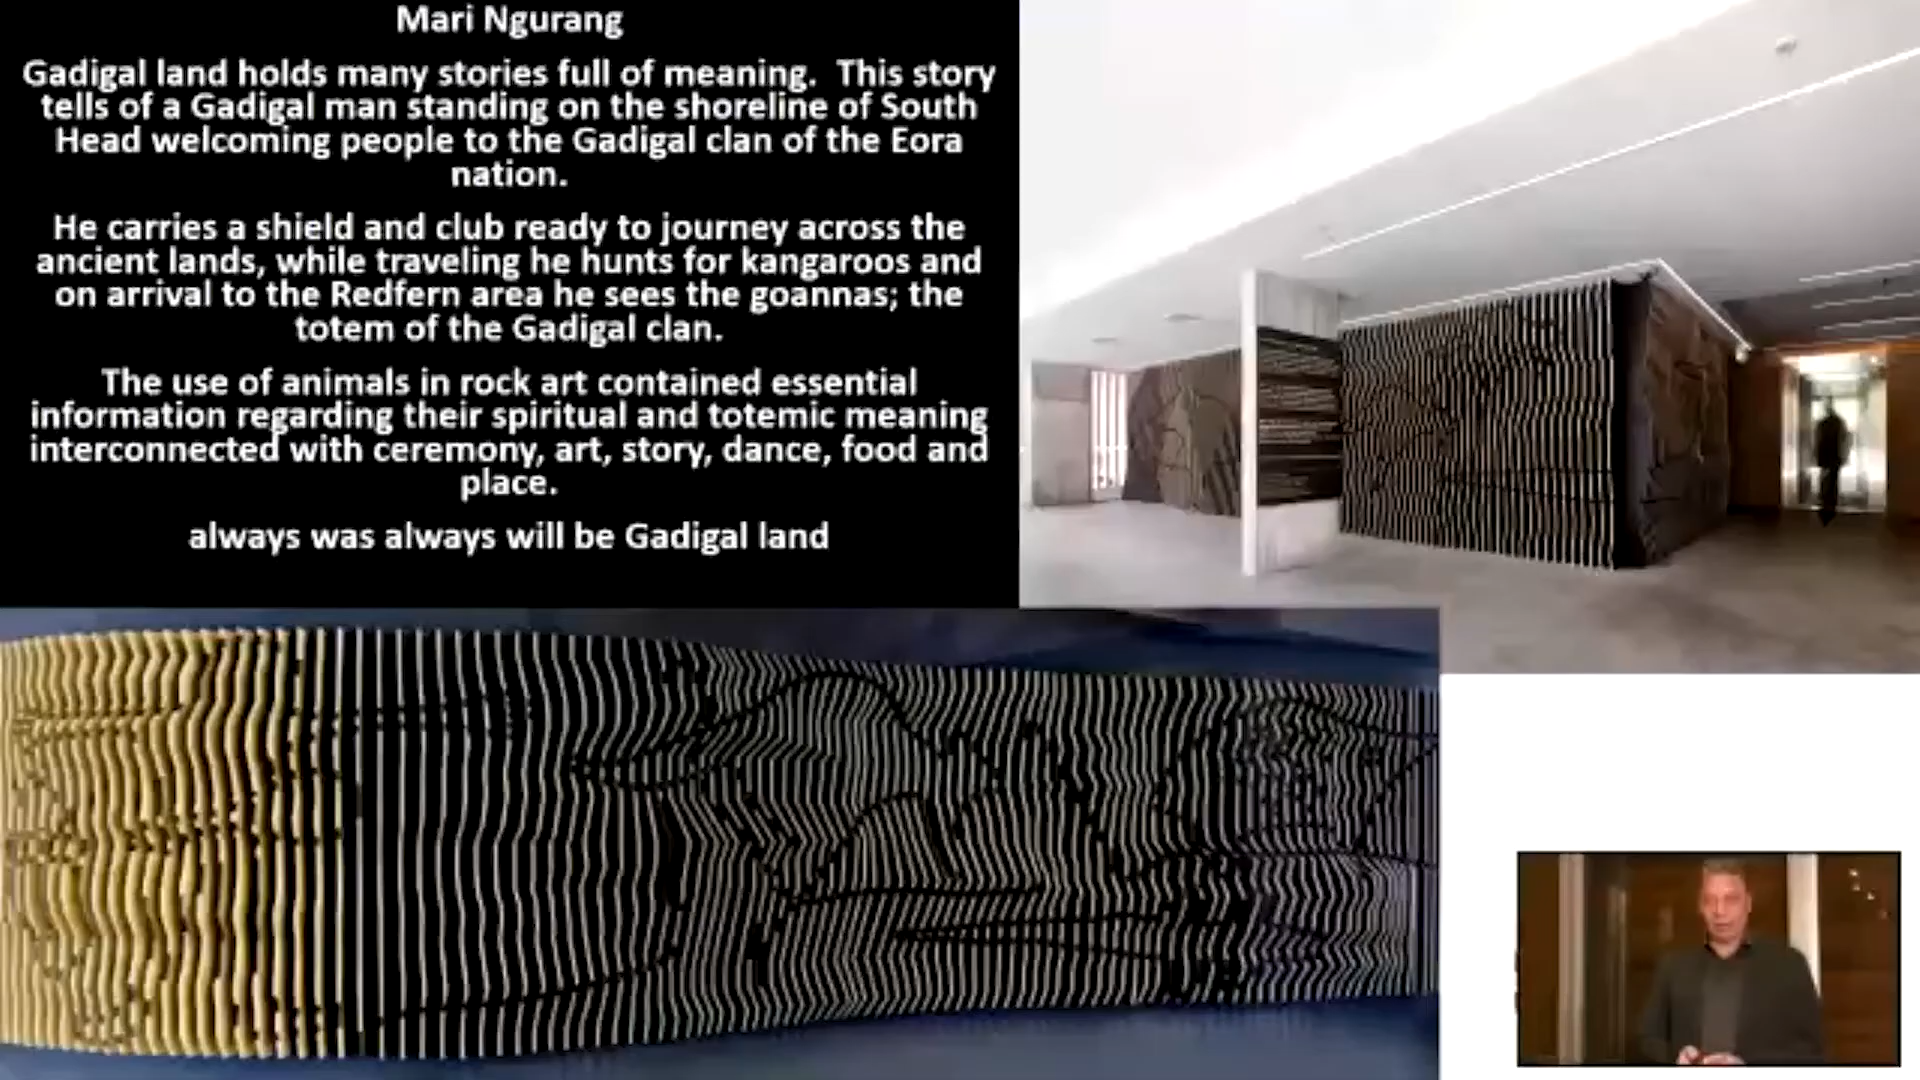 Mari Ngurang
Gadigal land holds many stories full of meaning.  This story
tells of a Gadigal man standing on the shoreline of South
Head welcoming people to the Gadigal clan of the Eora
nation.
He carries a shield and club ready to journey across the
ancient lands, while traveling he hunts for kangaroos and
on arrival to the Redfern area he sees the goannas; the
totem of the Gadigal clan.
The use of animals in rock art contained essential
information regarding their spiritual and totemic meaning
interconnected with ceremony, art, story, dance, food and
place.
always was always will be Gadigal land